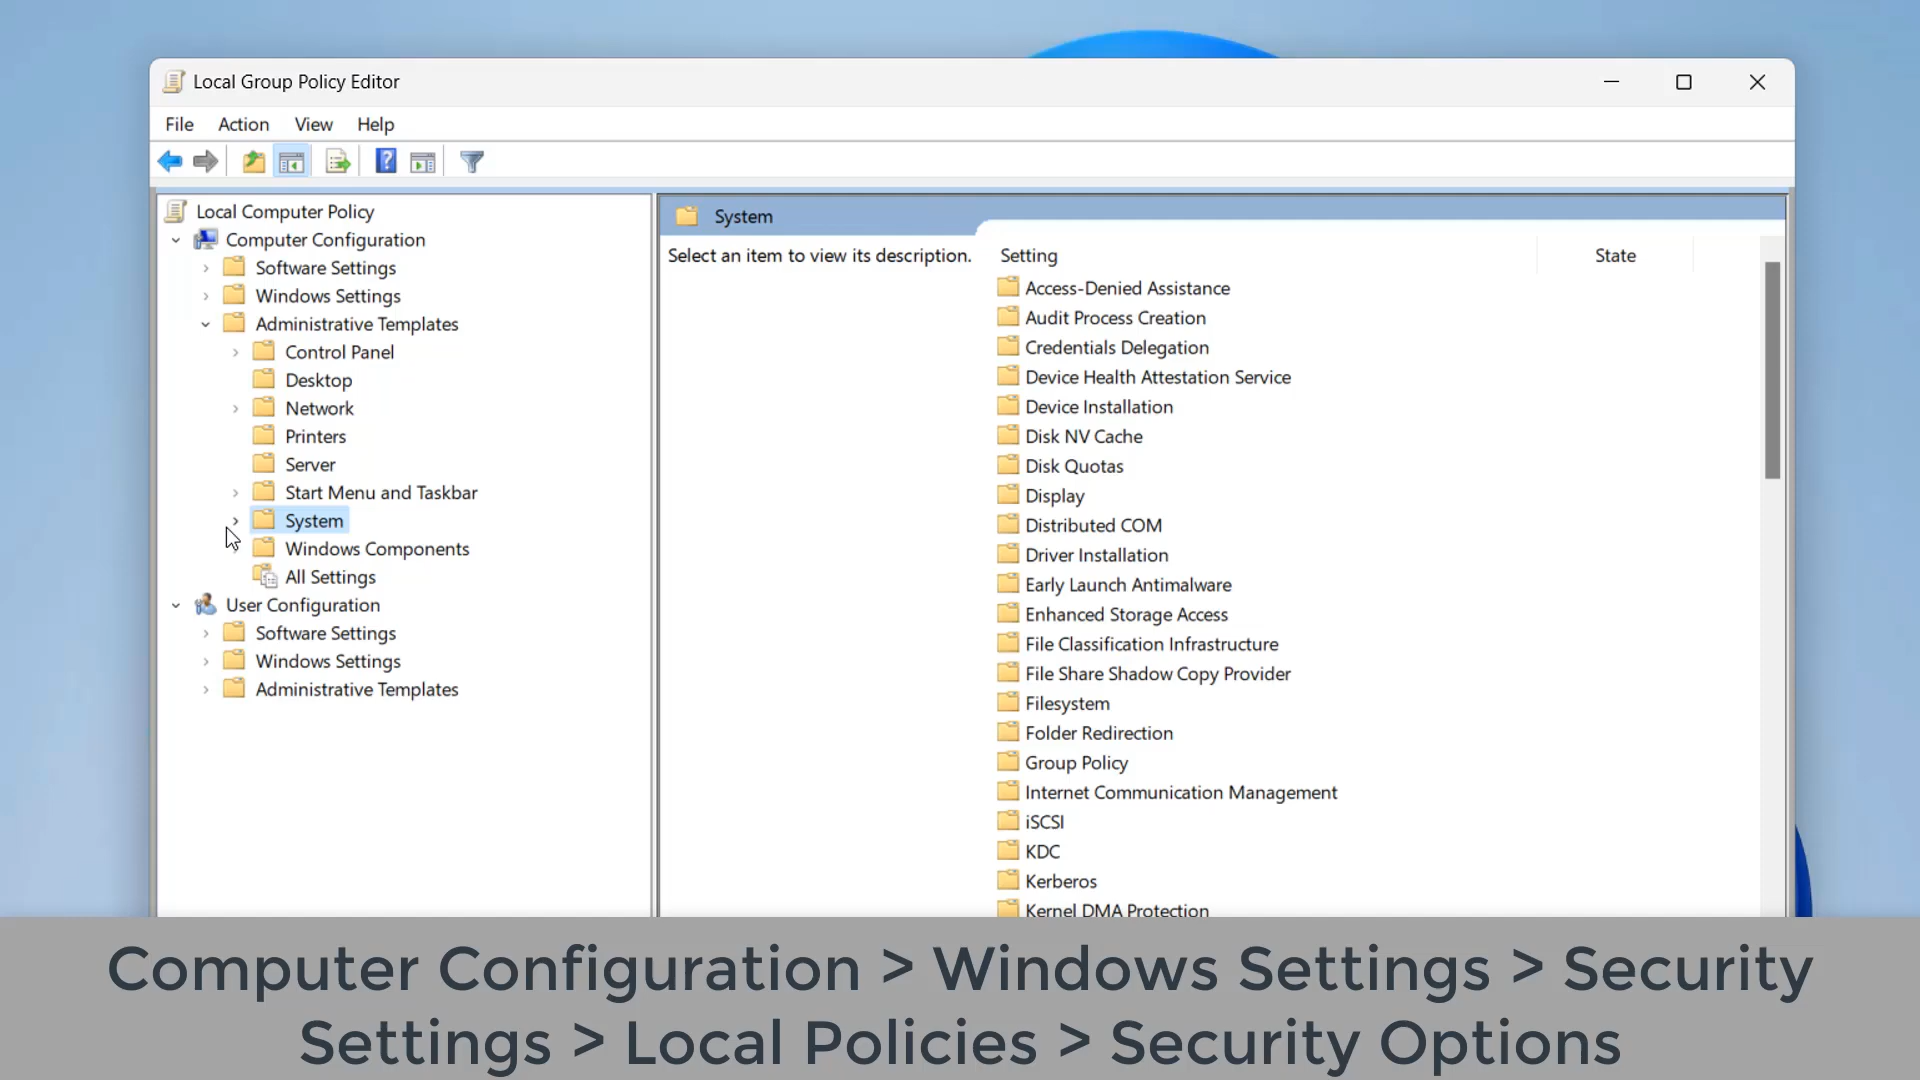 Local Group Policy Editor
File Action View Help
Local Computer Policy
Computer Configuration
Software Settings
Windows Settings
Administrative Templates
Control Panel
Desktop
Network
Printers
Server
Start Menu and Taskbar
System
Windows Components
All Settings
User Configuration
Software Settings
Windows Settings
Administrative Templates
System
Select an item to view its description.
Setting State
Access-Denied Assistance
Audit Process Creation
Credentials Delegation
Device Health Attestation Service
Device Installation
Disk NV Cache
Disk Quotas
Display
Distributed COM
Driver Installation
Early Launch Antimalware
Enhanced Storage Access
File Classification Infrastructure
File Share Shadow Copy Provider
Filesystem
Folder Redirection
Group Policy
Internet Communication Management
iSCSI
KDC
Kerberos
Kernel DMA Protection
Computer Configuration > Windows Settings > Security
Settings > Local Policies > Security Options